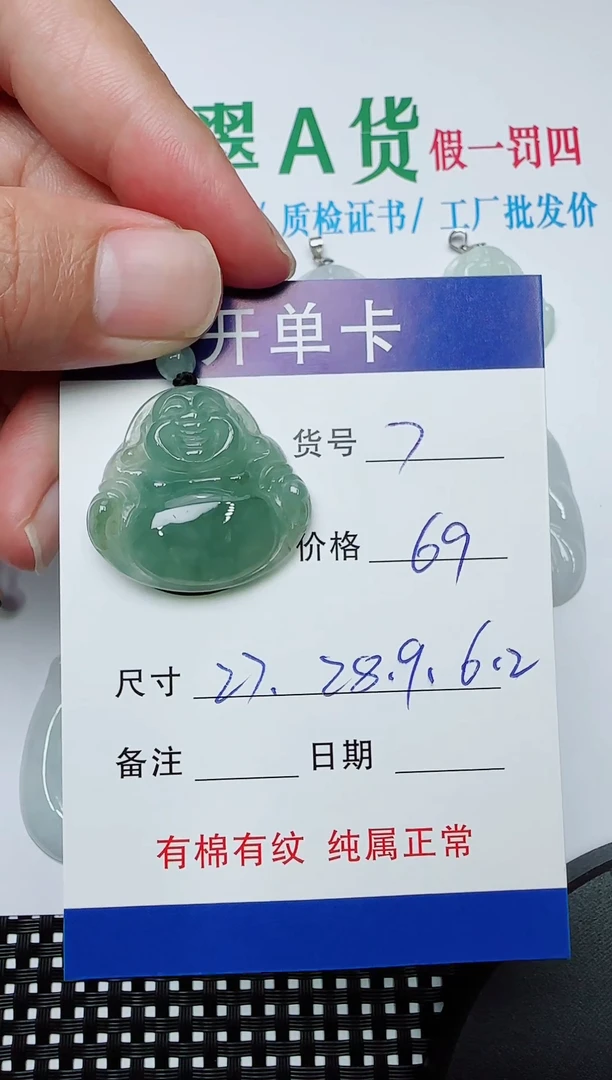 翠A货 假一罚四
/ 质检证书 / 工厂批发价
开单卡
货号 7
价格 69
尺寸 27. 28.9. 6.2
备注 日期
有棉有纹 纯属正常